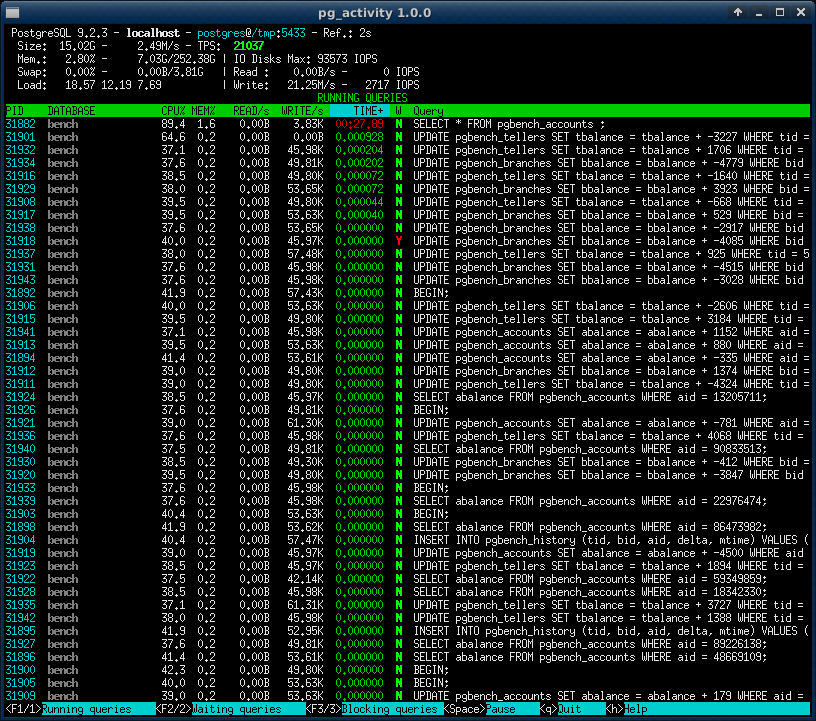 pg_activity 1.0.0
PostgreSQL 9.2.3 - localhost - postgres@/tmp:5433 - Ref.: 2s
Size: 15.02G - 2.49M/s - TPS: 21037
Mem.: 2.80% - 7.03G/252.38G | IO Disks Max: 93573 IOPS
Swap: 0.00% - 0.00B/3.81G | Read : 0.00B/s - 0 IOPS
Load: 18.57 12.19 7.69 | Write: 21.25M/s - 2717 IOPS
RUNNING QUERIES
PID DATABASE CPU% MEM% READ/s WRITE/s TIME+ W Query
31882 bench 89.4 1.6 0.00B 3.83K 00:27.89 N SELECT * FROM pgbench_accounts ;
31901 bench 64.6 0.2 0.00B 0.00B 0.000928 N UPDATE pgbench_tellers SET tbalance = tbalance + -3227 WHERE tid =
31932 bench 37.1 0.2 0.00B 45.98K 0.000204 N UPDATE pgbench_tellers SET tbalance = tbalance + 1706 WHERE tid =
31934 bench 37.6 0.2 0.00B 49.81K 0.000202 N UPDATE pgbench_branches SET bbalance = bbalance + -4779 WHERE bid
31916 bench 38.5 0.2 0.00B 49.80K 0.000072 N UPDATE pgbench_tellers SET tbalance = tbalance + -1640 WHERE tid =
31929 bench 38.0 0.2 0.00B 53.65K 0.000072 N UPDATE pgbench_tellers SET tbalance = tbalance + 3923 WHERE tid =
31908 bench 39.5 0.2 0.00B 49.80K 0.000044 N UPDATE pgbench_tellers SET tbalance = tbalance + -668 WHERE tid =
31917 bench 39.5 0.2 0.00B 53.63K 0.000040 N UPDATE pgbench_branches SET bbalance = bbalance + 529 WHERE bid =
31938 bench 37.6 0.2 0.00B 53.65K 0.000000 N UPDATE pgbench_branches SET bbalance = bbalance + -2917 WHERE bid
31918 bench 40.0 0.2 0.00B 45.97K 0.000000 Y UPDATE pgbench_branches SET bbalance = bbalance + -4085 WHERE bid
31937 bench 38.0 0.2 0.00B 57.48K 0.000000 N UPDATE pgbench_tellers SET tbalance = tbalance + 925 WHERE tid = 5
31931 bench 37.6 0.2 0.00B 45.98K 0.000000 N UPDATE pgbench_branches SET bbalance = bbalance + -4515 WHERE bid
31943 bench 37.6 0.2 0.00B 45.98K 0.000000 N UPDATE pgbench_branches SET bbalance = bbalance + -3028 WHERE bid
31892 bench 41.9 0.2 0.00B 57.43K 0.000000 N BEGIN;
31906 bench 40.0 0.2 0.00B 53.63K 0.000000 N UPDATE pgbench_tellers SET tbalance = tbalance + -2606 WHERE tid =
31915 bench 39.5 0.2 0.00B 49.80K 0.000000 N UPDATE pgbench_tellers SET tbalance = tbalance + 3184 WHERE tid =
31941 bench 37.1 0.2 0.00B 45.98K 0.000000 N UPDATE pgbench_accounts SET abalance = abalance + 1152 WHERE aid =
31913 bench 39.5 0.2 0.00B 53.63K 0.000000 N UPDATE pgbench_accounts SET abalance = abalance + 880 WHERE aid =
31894 bench 41.4 0.2 0.00B 53.61K 0.000000 N UPDATE pgbench_accounts SET abalance = abalance + -335 WHERE aid =
31912 bench 39.0 0.2 0.00B 49.80K 0.000000 N UPDATE pgbench_branches SET bbalance = bbalance + 1374 WHERE bid =
31911 bench 39.0 0.2 0.00B 49.80K 0.000000 N UPDATE pgbench_tellers SET tbalance = tbalance + -4324 WHERE tid =
31924 bench 38.5 0.2 0.00B 45.97K 0.000000 N SELECT abalance FROM pgbench_accounts WHERE aid = 13205711;
31926 bench 37.6 0.2 0.00B 49.81K 0.000000 N BEGIN;
31921 bench 39.0 0.2 0.00B 61.30K 0.000000 N UPDATE pgbench_accounts SET abalance = abalance + -781 WHERE aid =
31936 bench 37.6 0.2 0.00B 45.98K 0.000000 N UPDATE pgbench_tellers SET tbalance = tbalance + 4068 WHERE tid =
31940 bench 37.5 0.2 0.00B 49.81K 0.000000 N SELECT abalance FROM pgbench_accounts WHERE aid = 90833513;
31930 bench 38.5 0.2 0.00B 49.30K 0.000000 N UPDATE pgbench_branches SET bbalance = bbalance + -412 WHERE bid =
31920 bench 39.5 0.2 0.00B 49.80K 0.000000 N UPDATE pgbench_branches SET bbalance = bbalance + -3847 WHERE bid
31933 bench 37.6 0.2 0.00B 45.98K 0.000000 N BEGIN;
31939 bench 37.6 0.2 0.00B 45.98K 0.000000 N SELECT abalance FROM pgbench_accounts WHERE aid = 22976474;
31903 bench 40.4 0.2 0.00B 53.63K 0.000000 N BEGIN;
31898 bench 41.9 0.2 0.00B 53.62K 0.000000 N SELECT abalance FROM pgbench_accounts WHERE aid = 86473982;
31904 bench 40.4 0.2 0.00B 57.47K 0.000000 N INSERT INTO pgbench_history (tid, bid, aid, delta, mtime) VALUES (
31919 bench 39.0 0.2 0.00B 45.97K 0.000000 N UPDATE pgbench_accounts SET abalance = abalance + -4500 WHERE aid
31923 bench 38.5 0.2 0.00B 45.97K 0.000000 N UPDATE pgbench_tellers SET tbalance = tbalance + 1894 WHERE tid =
31922 bench 37.5 0.2 0.00B 42.14K 0.000000 N SELECT abalance FROM pgbench_accounts WHERE aid = 59349859;
31928 bench 38.5 0.2 0.00B 45.98K 0.000000 N SELECT abalance FROM pgbench_accounts WHERE aid = 18342330;
31935 bench 37.1 0.2 0.00B 61.31K 0.000000 N UPDATE pgbench_tellers SET tbalance = tbalance + 3727 WHERE tid =
31942 bench 38.0 0.2 0.00B 45.98K 0.000000 N UPDATE pgbench_tellers SET tbalance = tbalance + 1388 WHERE tid =
31895 bench 41.9 0.2 0.00B 52.95K 0.000000 N INSERT INTO pgbench_history (tid, bid, aid, delta, mtime) VALUES (
31927 bench 37.6 0.2 0.00B 49.81K 0.000000 N SELECT abalance FROM pgbench_accounts WHERE aid = 89226138;
31896 bench 41.4 0.2 0.00B 53.61K 0.000000 N SELECT abalance FROM pgbench_accounts WHERE aid = 48669109;
31900 bench 42.3 0.2 0.00B 49.80K 0.000000 N BEGIN;
31905 bench 39.0 0.2 0.00B 53.63K 0.000000 N BEGIN;
31909 bench 39.0 0.2 0.00B 53.63K 0.000000 N UPDATE pgbench_accounts SET abalance = abalance + 179 WHERE aid =
<F1/1>Running queries <F2/2>Waiting queries <F3/3>Blocking queries <Space>Pause <q>Quit <h>Help